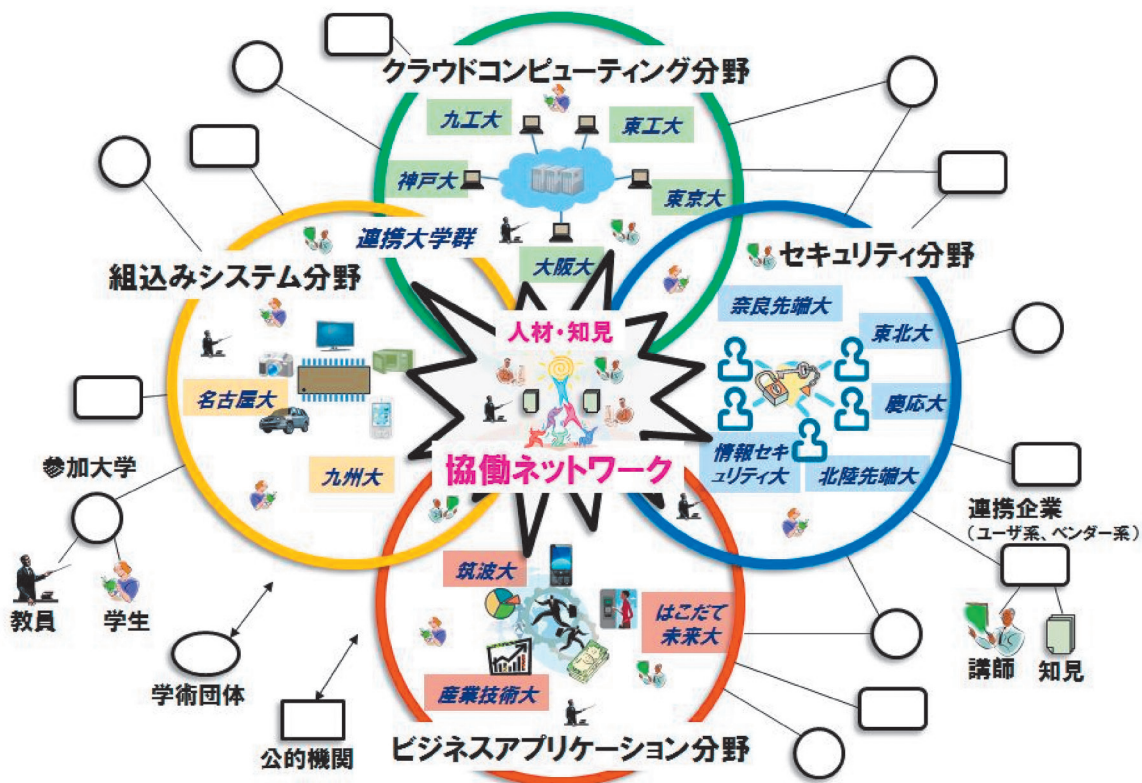 クラウドコンピューティング分野
九工大
東工大
神戸大
東京大
大阪大
連携大学群
組込みシステム分野
セキュリティ分野
人材・知見
奈良先端大
東北大
名古屋大
慶応大
協働ネットワーク
情報セキ
ュリティ大
北陸先端大
九州大
参加大学
連携企業
（ユーザ系、ベンダー系）
教員
学生
筑波大
はこだて
未来大
講師
知見
学術団体
産業技術大
公的機関
ビジネスアプリケーション分野